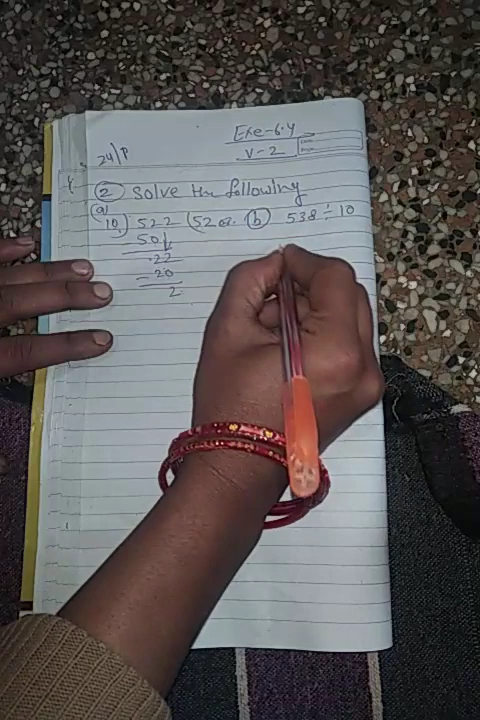 Exe-6.4
V-2
24/P
② Solve the following
(a)
10) 522 (52 ⓑ 538÷10
50↓
.22
- 20
2